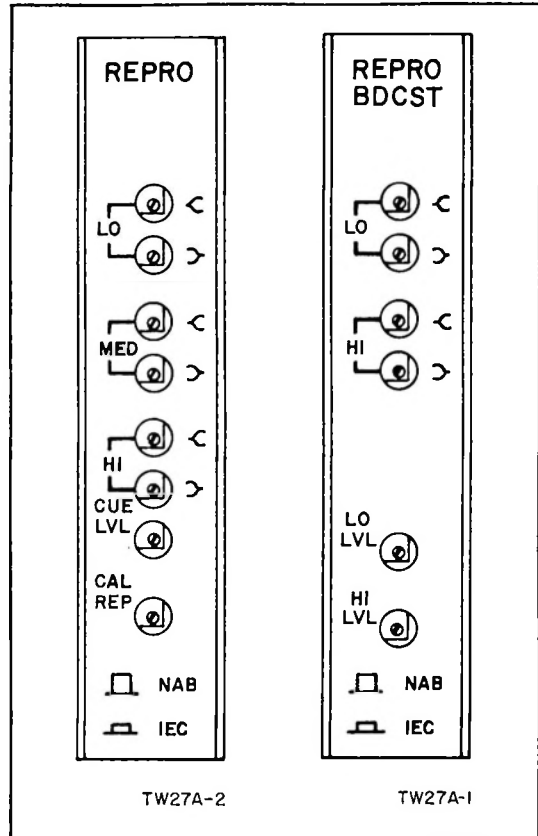 REPRO
LO
MED
HI
CUE
LVL
CAL
REP
NAB
IEC
TW27A-2
REPRO
BDCST
LO
HI
LO
LVL
HI
LVL
NAB
IEC
TW27A-1